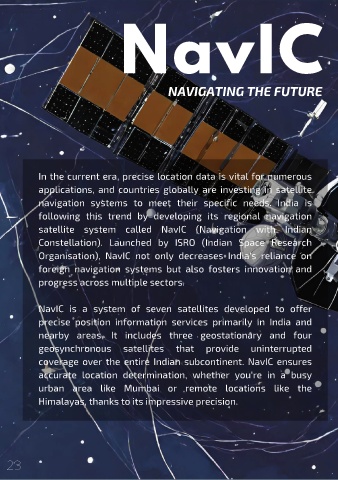 NavIC
NAVIGATING THE FUTURE
In the current era, precise location data is vital for numerous
applications, and countries globally are investing in satellite
navigation systems to meet their specific needs. India is
following this trend by developing its regional navigation
satellite system called NavIC (Navigation with Indian
Constellation). Launched by ISRO (Indian Space Research
Organisation), NavIC not only decreases India's reliance on
foreign navigation systems but also fosters innovation and
progress across multiple sectors.
NavIC is a system of seven satellites developed to offer
precise position information services primarily in India and
nearby areas. It includes three geostationary and four
geosynchronous satellites that provide uninterrupted
coverage over the entire Indian subcontinent. NavIC ensures
accurate location determination, whether you're in a busy
urban area like Mumbai or remote locations like the
Himalayas, thanks to its impressive precision.
23